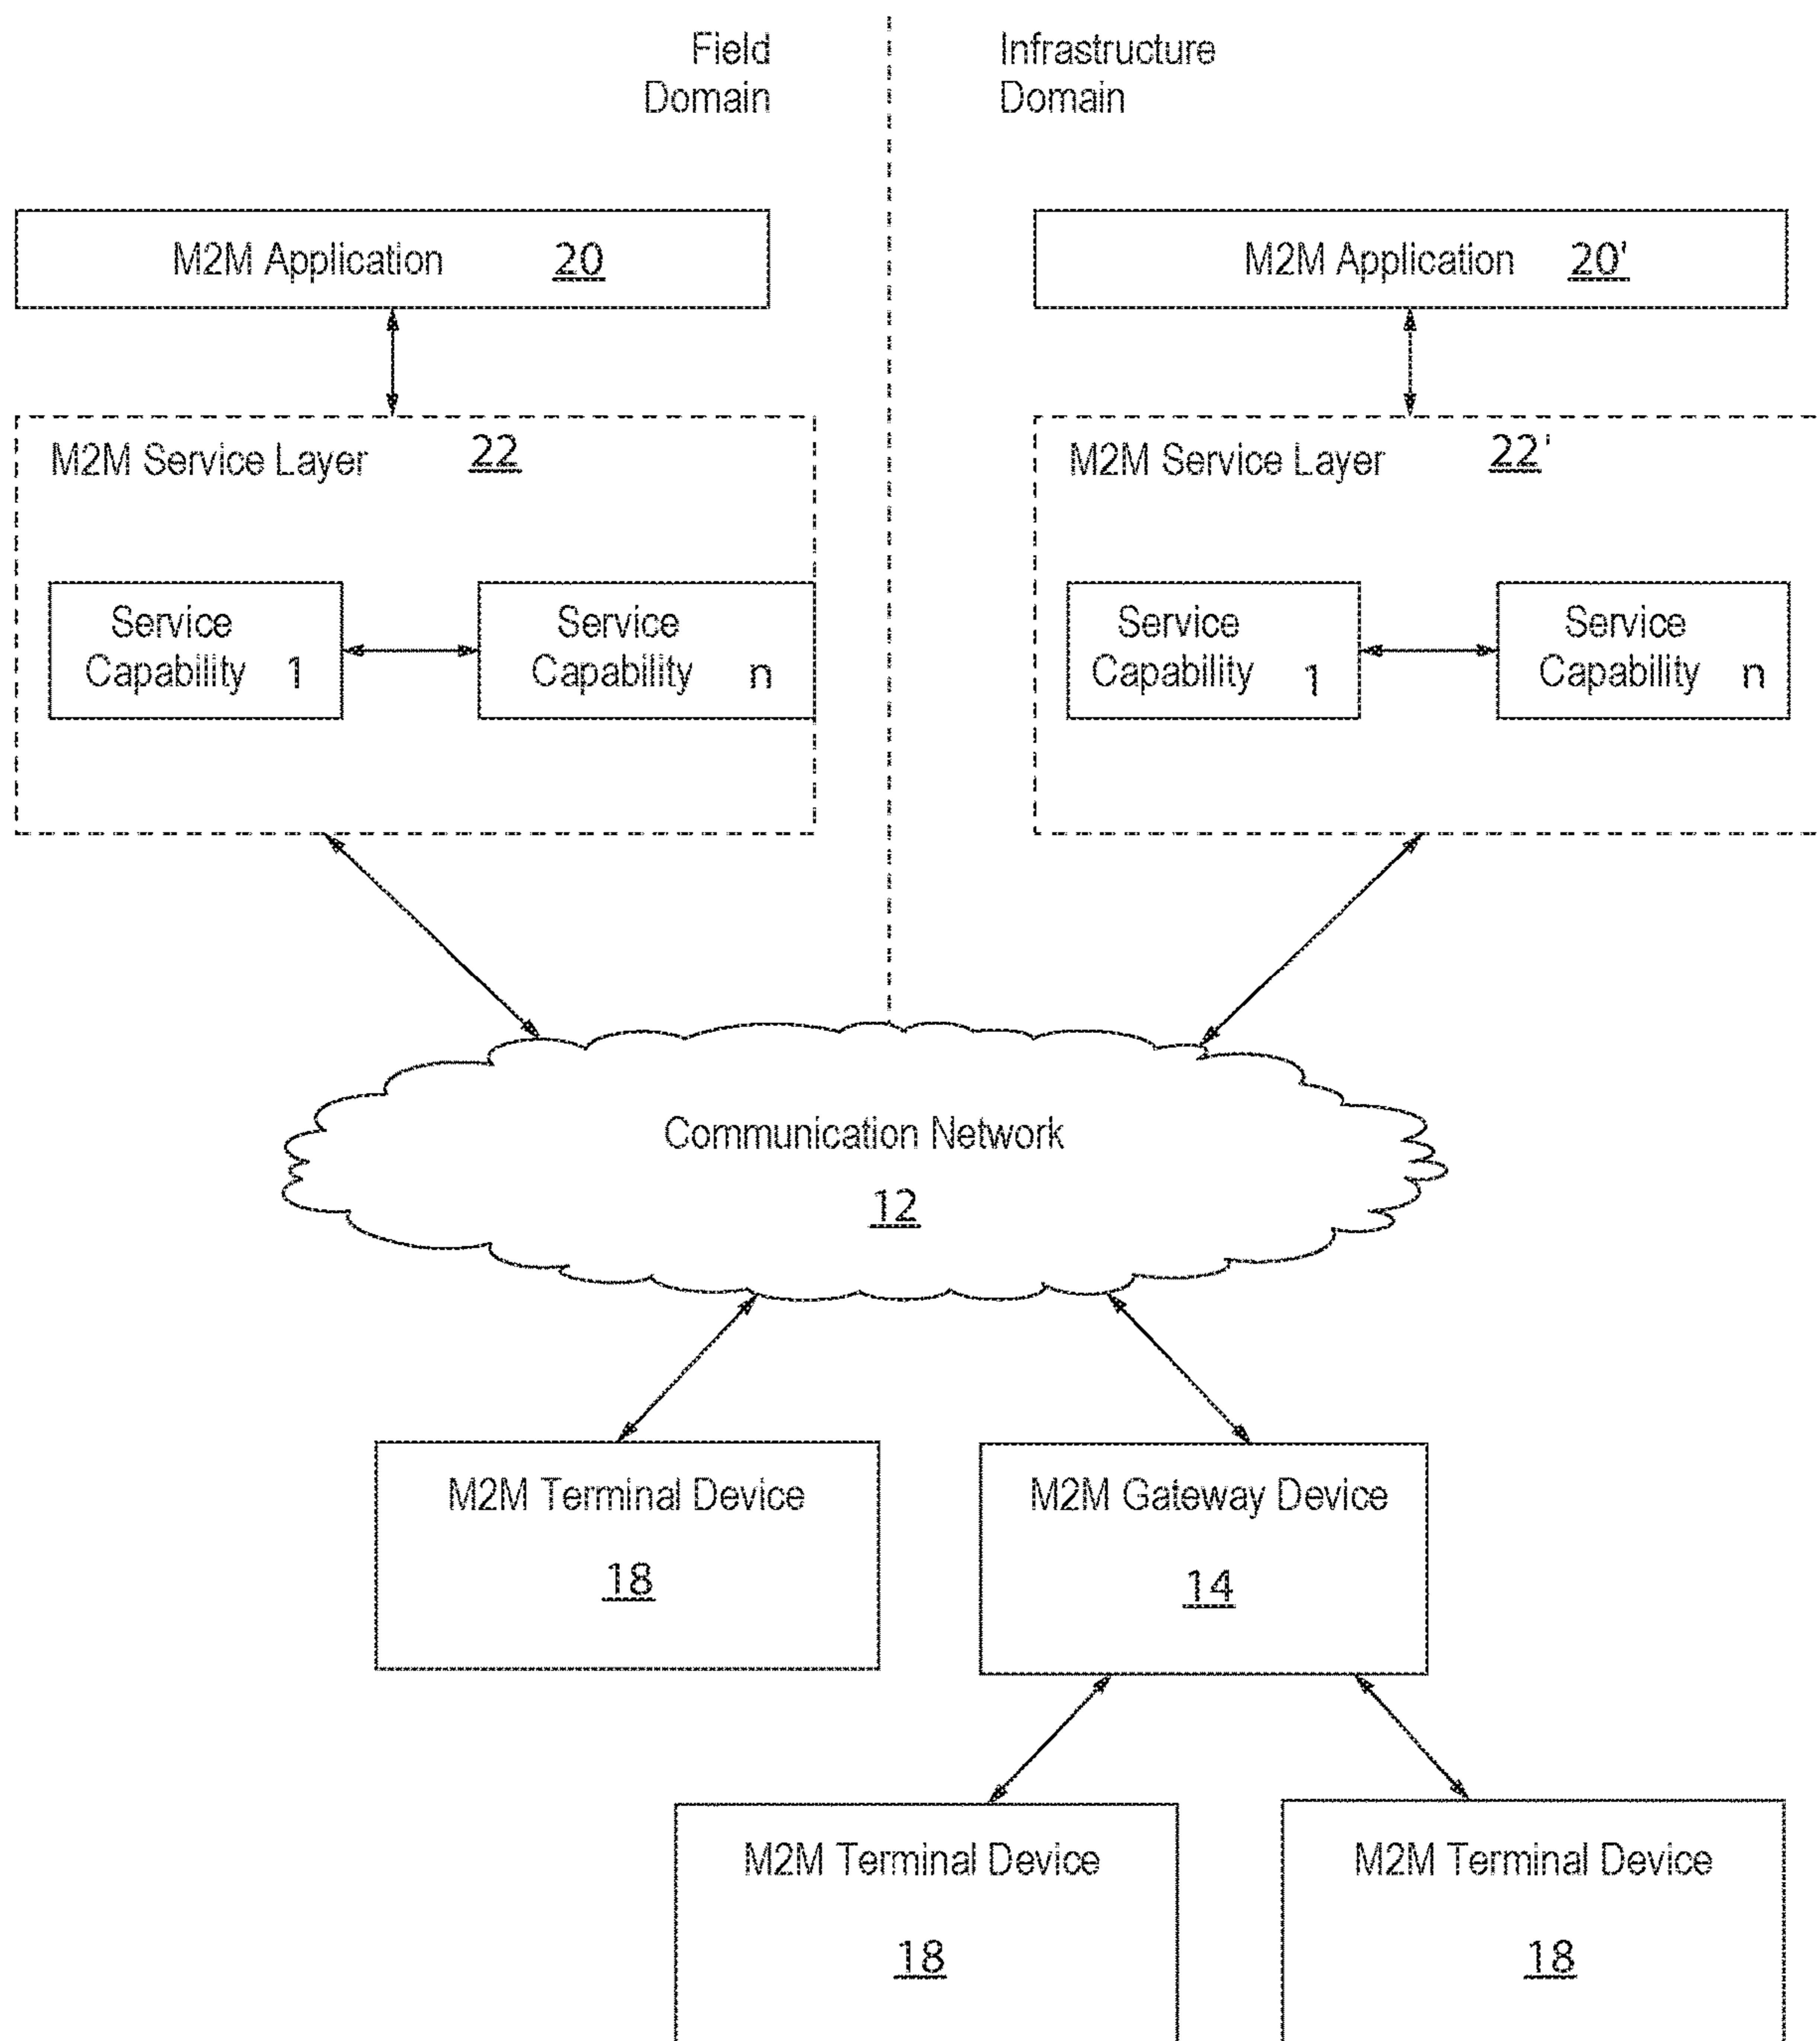 Field
Domain
Infrastructure
Domain
M2M Application 20
M2M Application 20'
M2M Service Layer 22
M2M Service Layer 22'
Service
Capability 1
Service
Capability n
Service
Capability 1
Service
Capability n
Communication Network
12
M2M Terminal Device
18
M2M Gateway Device
14
M2M Terminal Device
18
M2M Terminal Device
18